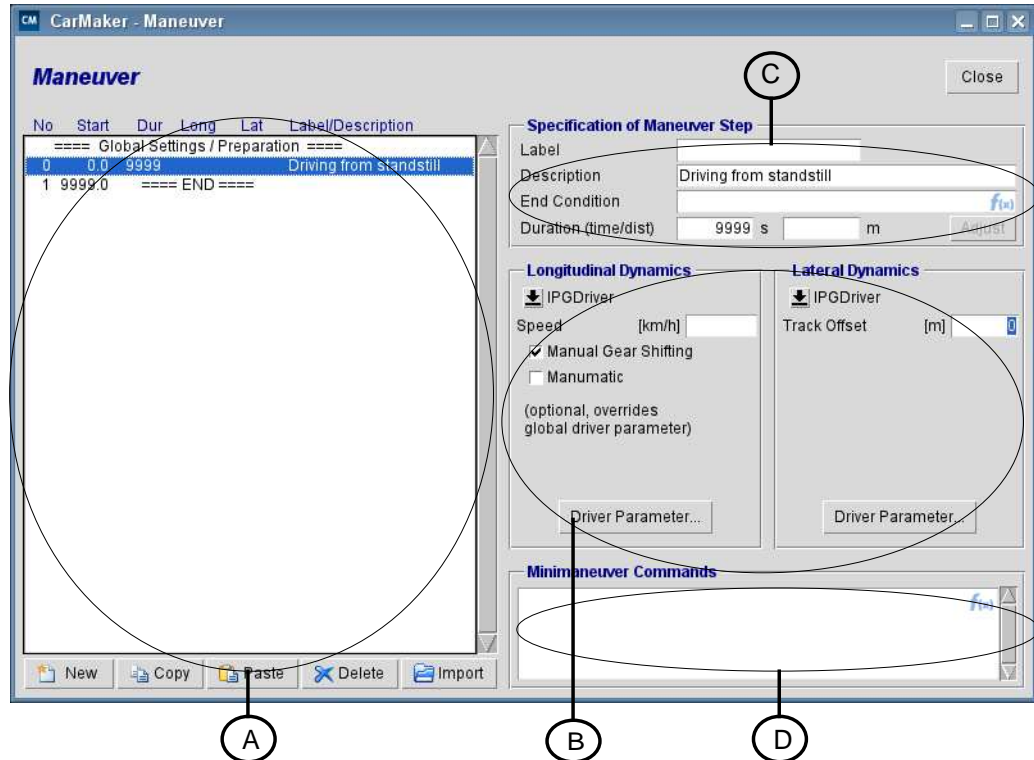 CM CarMaker - Maneuver
Maneuver
C
Close
No Start Dur Long Lat Label/Description
==== Global Settings / Preparation ====
0 0.0 9999 Driving from standstill
1 9999.0 ==== END ====
Specification of Maneuver Step
Label
Description Driving from standstill
End Condition f(x)
Duration (time/dist) 9999 s m Adjust
Longitudinal Dynamics
IPGDriver
Speed [km/h]
Manual Gear Shifting
Manumatic
(optional, overrides
global driver parameter)
Driver Parameter...
Lateral Dynamics
IPGDriver
Track Offset [m] 0
Driver Parameter...
Minimaneuver Commands
f(x)
New Copy Paste Delete Import
A
B
D